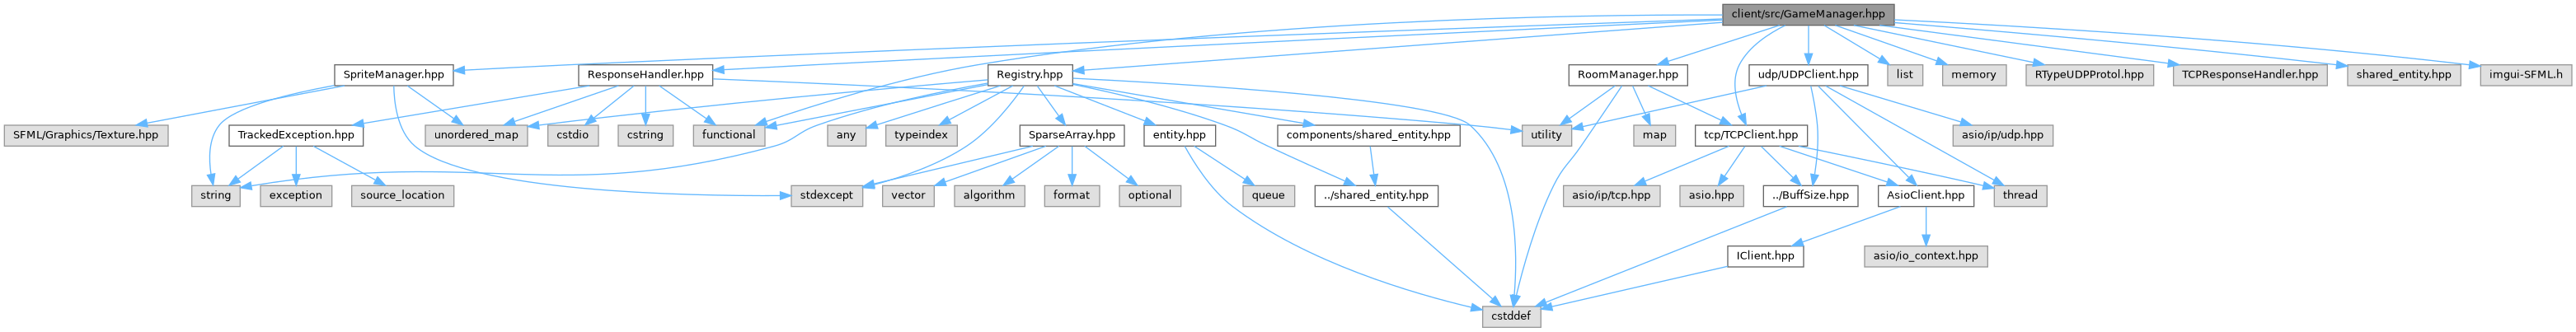 client/src/GameManager.hpp
SpriteManager.hpp
ResponseHandler.hpp
Registry.hpp
RoomManager.hpp
udp/UDPClient.hpp
list
memory
RTypeUDPProtol.hpp
TCPResponseHandler.hpp
shared_entity.hpp
imgui-SFML.h
SFML/Graphics/Texture.hpp
TrackedException.hpp
unordered_map
cstdio
cstring
functional
any
typeindex
SparseArray.hpp
entity.hpp
components/shared_entity.hpp
utility
map
tcp/TCPClient.hpp
asio/ip/udp.hpp
string
exception
source_location
stdexcept
vector
algorithm
format
optional
queue
../shared_entity.hpp
asio/ip/tcp.hpp
asio.hpp
../BuffSize.hpp
AsioClient.hpp
thread
IClient.hpp
asio/io_context.hpp
cstddef